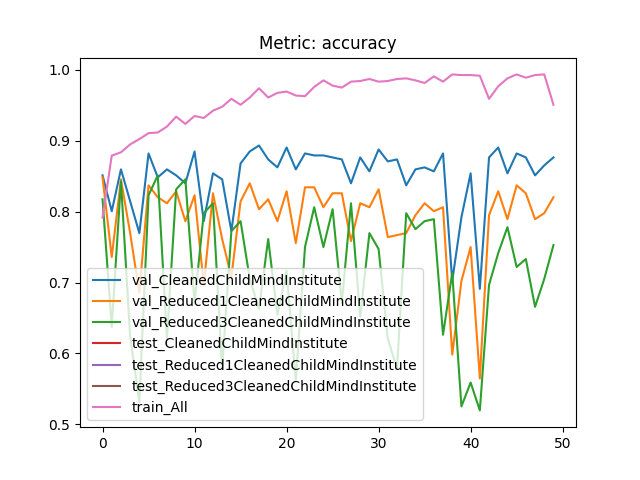 Metric: accuracy
1.0
0.9
0.8
0.7
0.6
0.5
val_CleanedChildMindInstitute
val_Reduced1CleanedChildMindInstitute
val_Reduced3CleanedChildMindInstitute
test_CleanedChildMindInstitute
test_Reduced1CleanedChildMindInstitute
test_Reduced3CleanedChildMindInstitute
train_All
0 10 20 30 40 50